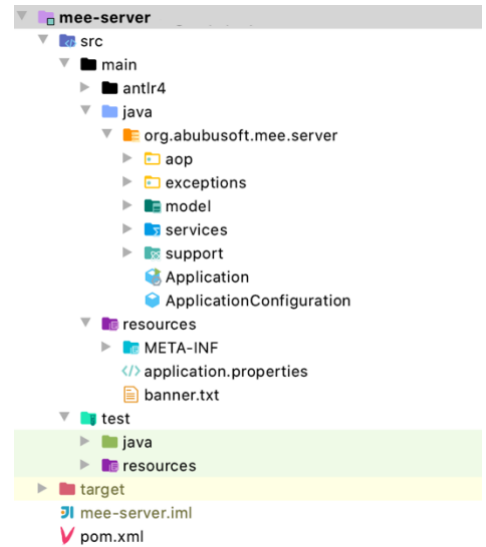 mee-server
src
main
antlr4
java
org.abubusoft.mee.server
aop
exceptions
model
services
support
Application
ApplicationConfiguration
resources
META-INF
application.properties
banner.txt
test
java
resources
target
mee-server.iml
pom.xml